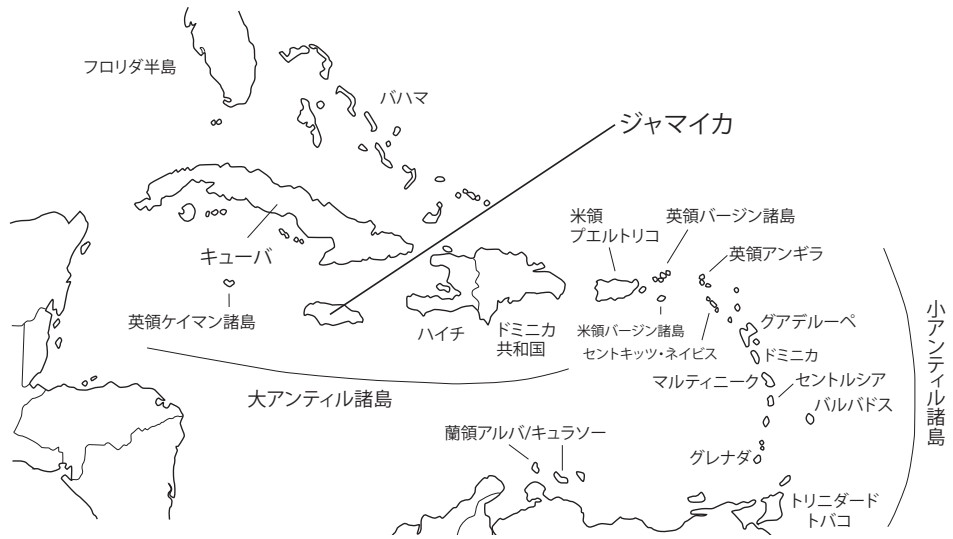 フロリダ半島
バハマ
ジャマイカ
米領
プエルトリコ
英領バージン諸島
英領アンギラ
キューバ
英領ケイマン諸島
ハイチ
ドミニカ
共和国
米領バージン諸島
セントキッツ・ネイビス
グアデルーペ
ドミニカ
マルティニーク
セントルシア
バルバドス
小アンティル諸島
大アンティル諸島
蘭領アルバ/キュラソー
グレナダ
トリニダード
トバコ